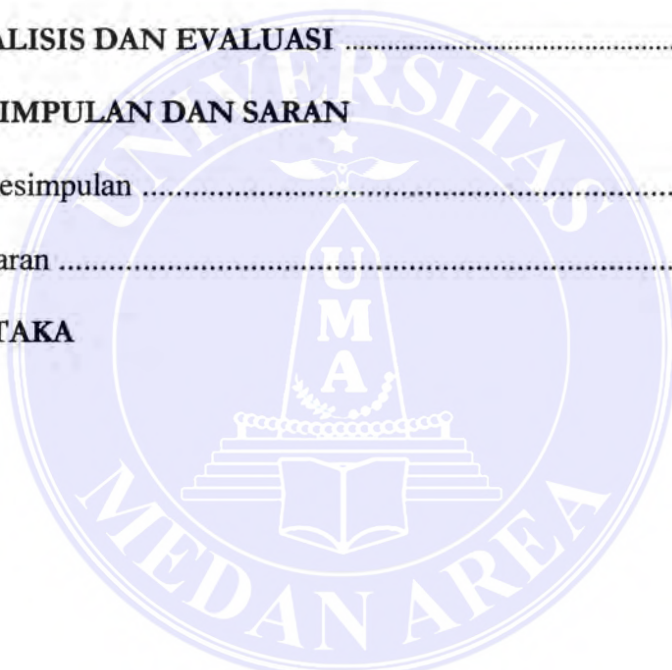 ALISIS DAN EVALUASI ........................................
IMPULAN DAN SARAN
esimpulan ................................................................
aran ..........................................................................
TAKA
UNIVERSITAS
UMA
MEDAN AREA